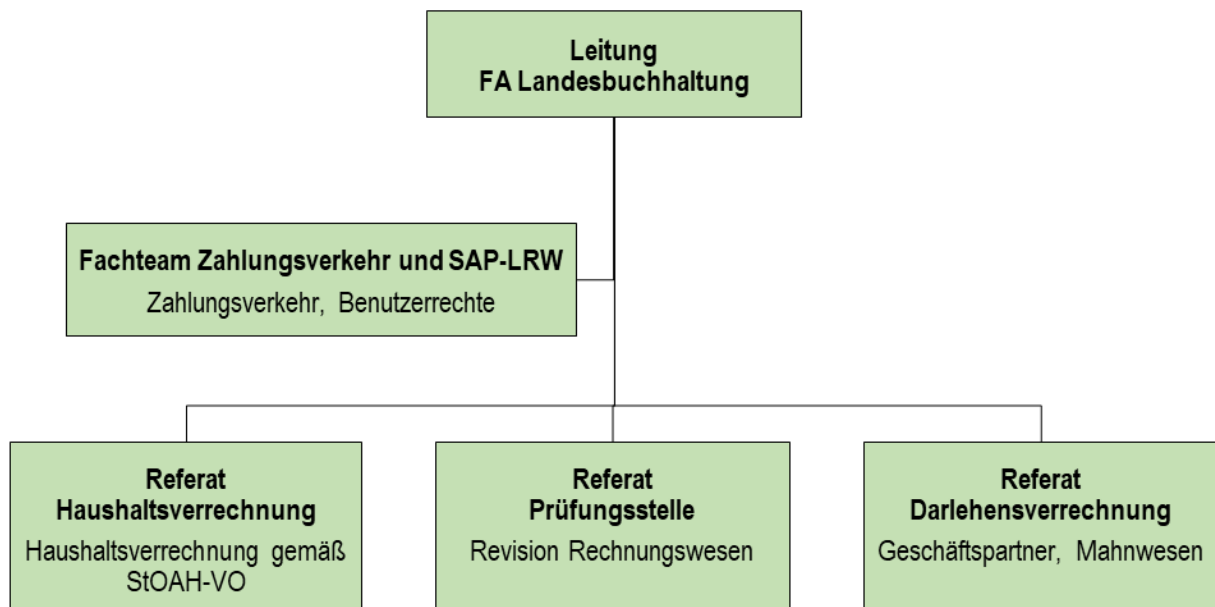 Leitung
FA Landesbuchhaltung
Fachteam Zahlungsverkehr und SAP-LRW
Zahlungsverkehr, Benutzerrechte
Referat
Haushaltsverrechnung
Haushaltsverrechnung gemäß
StOAH-VO
Referat
Prüfungsstelle
Revision Rechnungswesen
Referat
Darlehensverrechnung
Geschäftspartner, Mahnwesen